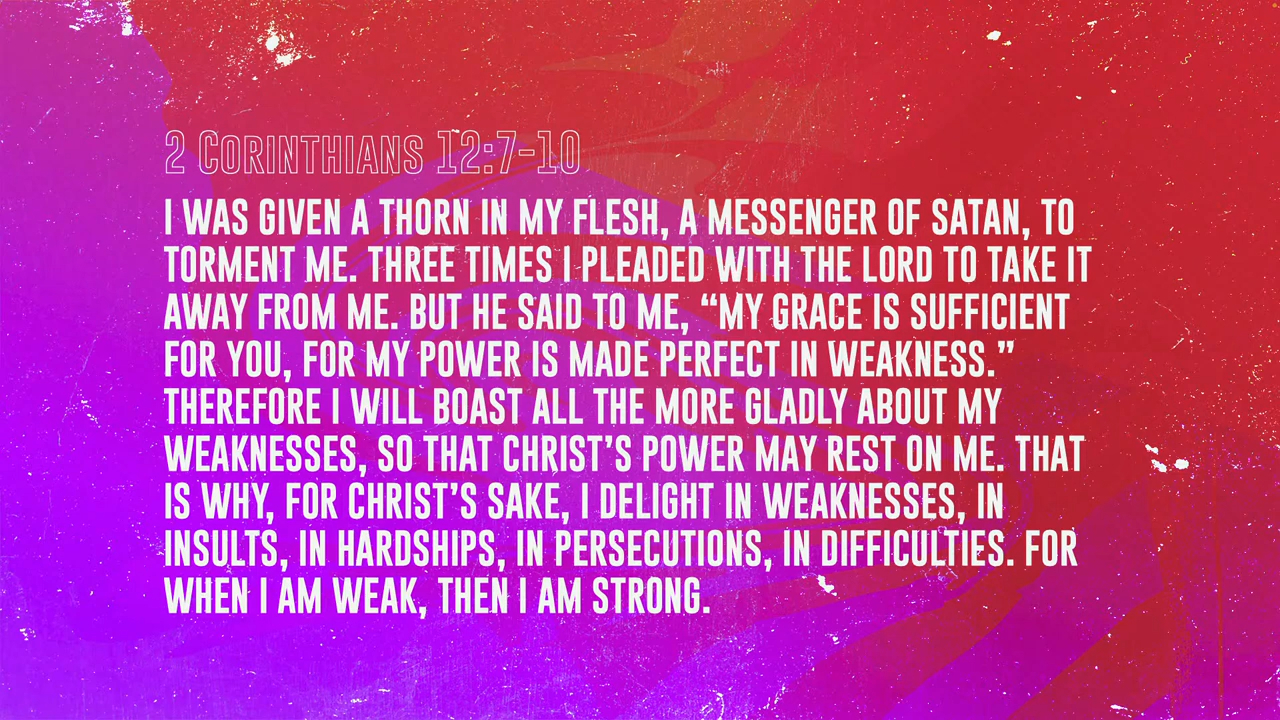 2 Corinthians 12:7-10
I WAS GIVEN A THORN IN MY FLESH, A MESSENGER OF SATAN, TO
TORMENT ME. THREE TIMES I PLEADED WITH THE LORD TO TAKE IT
AWAY FROM ME. BUT HE SAID TO ME, “MY GRACE IS SUFFICIENT
FOR YOU, FOR MY POWER IS MADE PERFECT IN WEAKNESS.”
THEREFORE I WILL BOAST ALL THE MORE GLADLY ABOUT MY
WEAKNESSES, SO THAT CHRIST’S POWER MAY REST ON ME. THAT
IS WHY, FOR CHRIST’S SAKE, I DELIGHT IN WEAKNESSES, IN
INSULTS, IN HARDSHIPS, IN PERSECUTIONS, IN DIFFICULTIES. FOR
WHEN I AM WEAK, THEN I AM STRONG.